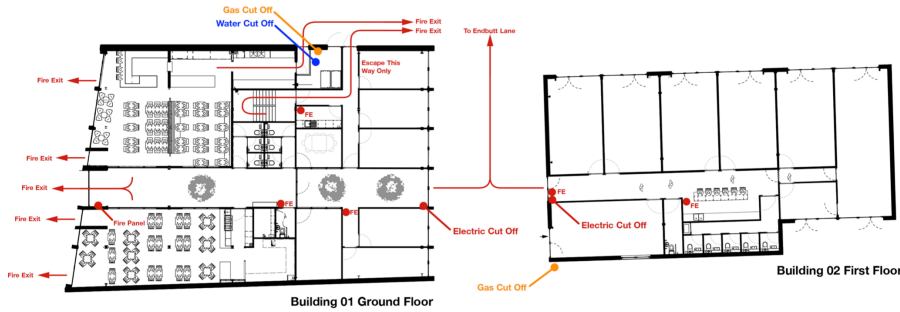 Gas Cut Off
Water Cut Off
Fire Exit
Fire Exit
To Endbutt Lane
Escape This
Way Only
Fire Exit
FE
Fire Exit
Fire Exit
FE
FE
Fire Exit
Fire Panel
Electric Cut Off
Fire Exit
Building 01 Ground Floor
FE
FE
Electric Cut Off
Building 02 First Floor
Gas Cut Off